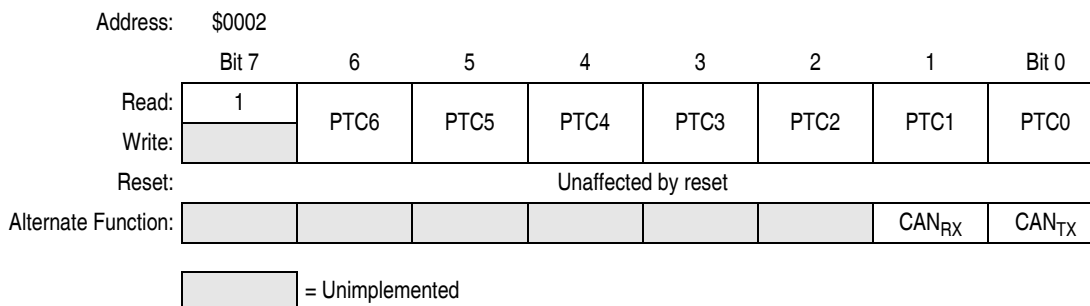 Address: $0002
Bit 7 6 5 4 3 2 1 Bit 0
Read: 1 PTC6 PTC5 PTC4 PTC3 PTC2 PTC1 PTC0
Write:
Reset: Unaffected by reset
Alternate Function: CANRX CANTX
= Unimplemented